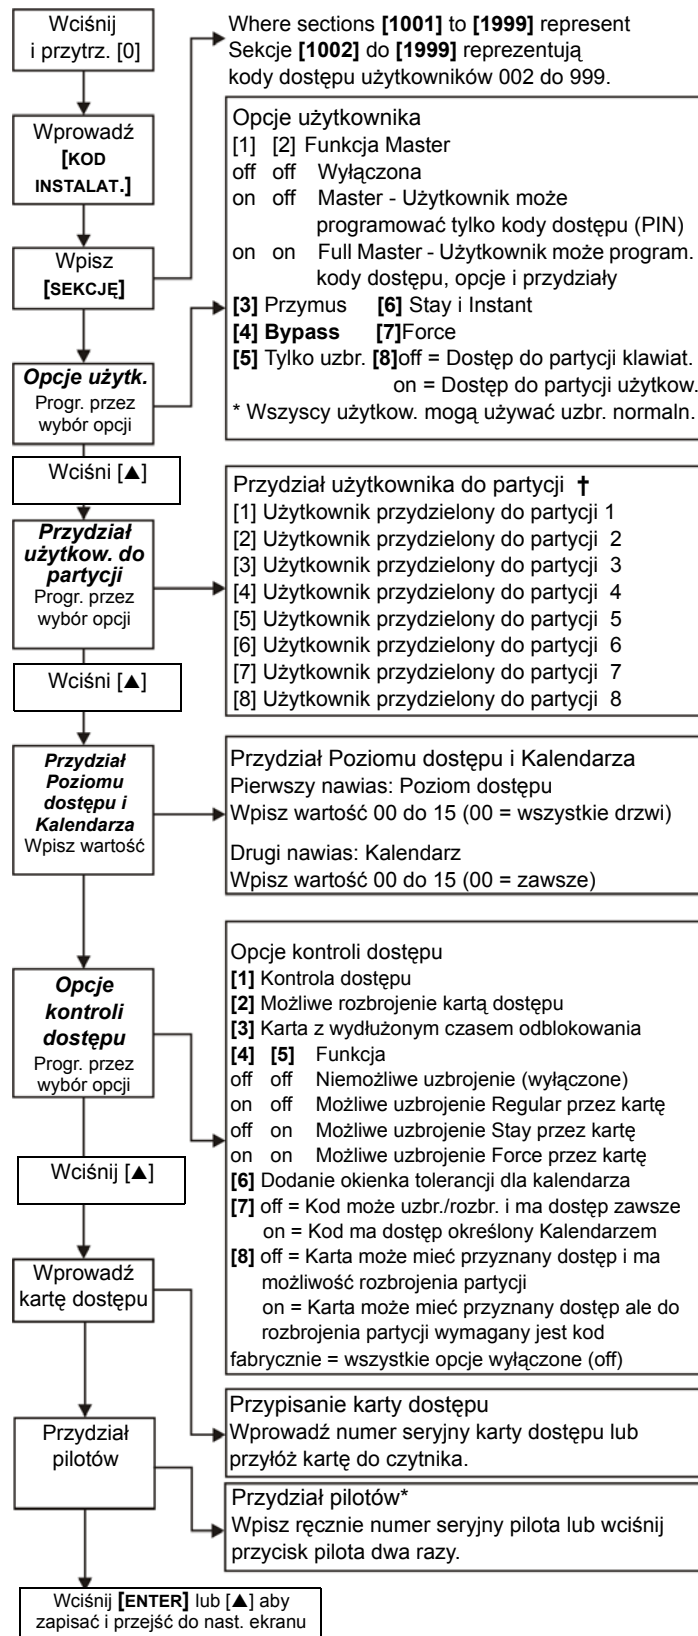 Wciśnij
i przytrz. [0]
Where sections [1001] to [1999] represent
Sekcje [1002] do [1999] reprezentują
kody dostępu użytkowników 002 do 999.
Wprowadź
[KOD
INSTALAT.]
Wpisz
[SEKCJĘ]
Opcje użytkownika
[1] [2] Funkcja Master
off off Wyłączona
on off Master - Użytkownik może
programować tylko kody dostępu (PIN)
on on Full Master - Użytkownik może program.
kody dostępu, opcje i przydziały
[3] Przymus [6] Stay i Instant
[4] Bypass [7]Force
[5] Tylko uzbr. [8]off = Dostęp do partycji klawiat.
on = Dostęp do partycji użytkow.
* Wszyscy użytkow. mogą używać uzbr. normaln.
Opcje użytk.
Progr. przez
wybór opcji
Wciśni [▲]
Przydział
użytkow. do
partycji
Progr. przez
wybór opcji
Przydział użytkownika do partycji †
[1] Użytkownik przydzielony do partycji 1
[2] Użytkownik przydzielony do partycji 2
[3] Użytkownik przydzielony do partycji 3
[4] Użytkownik przydzielony do partycji 4
[5] Użytkownik przydzielony do partycji 5
[6] Użytkownik przydzielony do partycji 6
[7] Użytkownik przydzielony do partycji 7
[8] Użytkownik przydzielony do partycji 8
Wciśni [▲]
Przydział
Poziomu
dostępu i
Kalendarza
Wpisz wartość
Przydział Poziomu dostępu i Kalendarza
Pierwszy nawias: Poziom dostępu
Wpisz wartość 00 do 15 (00 = wszystkie drzwi)
Drugi nawias: Kalendarz
Wpisz wartość 00 do 15 (00 = zawsze)
Opcje
kontroli
dostępu
Progr. przez
wybór opcji
Opcje kontroli dostępu
[1] Kontrola dostępu
[2] Możliwe rozbrojenie kartą dostępu
[3] Karta z wydłużonym czasem odblokowania
[4] [5] Funkcja
off off Niemożliwe uzbrojenie (wyłączone)
on off Możliwe uzbrojenie Regular przez kartę
off on Możliwe uzbrojenie Stay przez kartę
on on Możliwe uzbrojenie Force przez kartę
[6] Dodanie okienka tolerancji dla kalendarza
[7] off = Kod może uzbr./rozbr. i ma dostęp zawsze
on = Kod ma dostęp określony Kalendarzem
[8] off = Karta może mieć przyznany dostęp i ma
możliwość rozbrojenia partycji
on = Karta może mieć przyznany dostęp ale do
rozbrojenia partycji wymagany jest kod
fabrycznie = wszystkie opcje wyłączone (off)
Wciśnij [▲]
Wprowadź
kartę dostępu
Przypisanie karty dostępu
Wprowadź numer seryjny karty dostępu lub
przyłóż kartę do czytnika.
Przydział
pilotów
Przydział pilotów*
Wpisz ręcznie numer seryjny pilota lub wciśnij
przycisk pilota dwa razy.
Wciśnij [ENTER] lub [▲] aby
zapisać i przejść do nast. ekranu